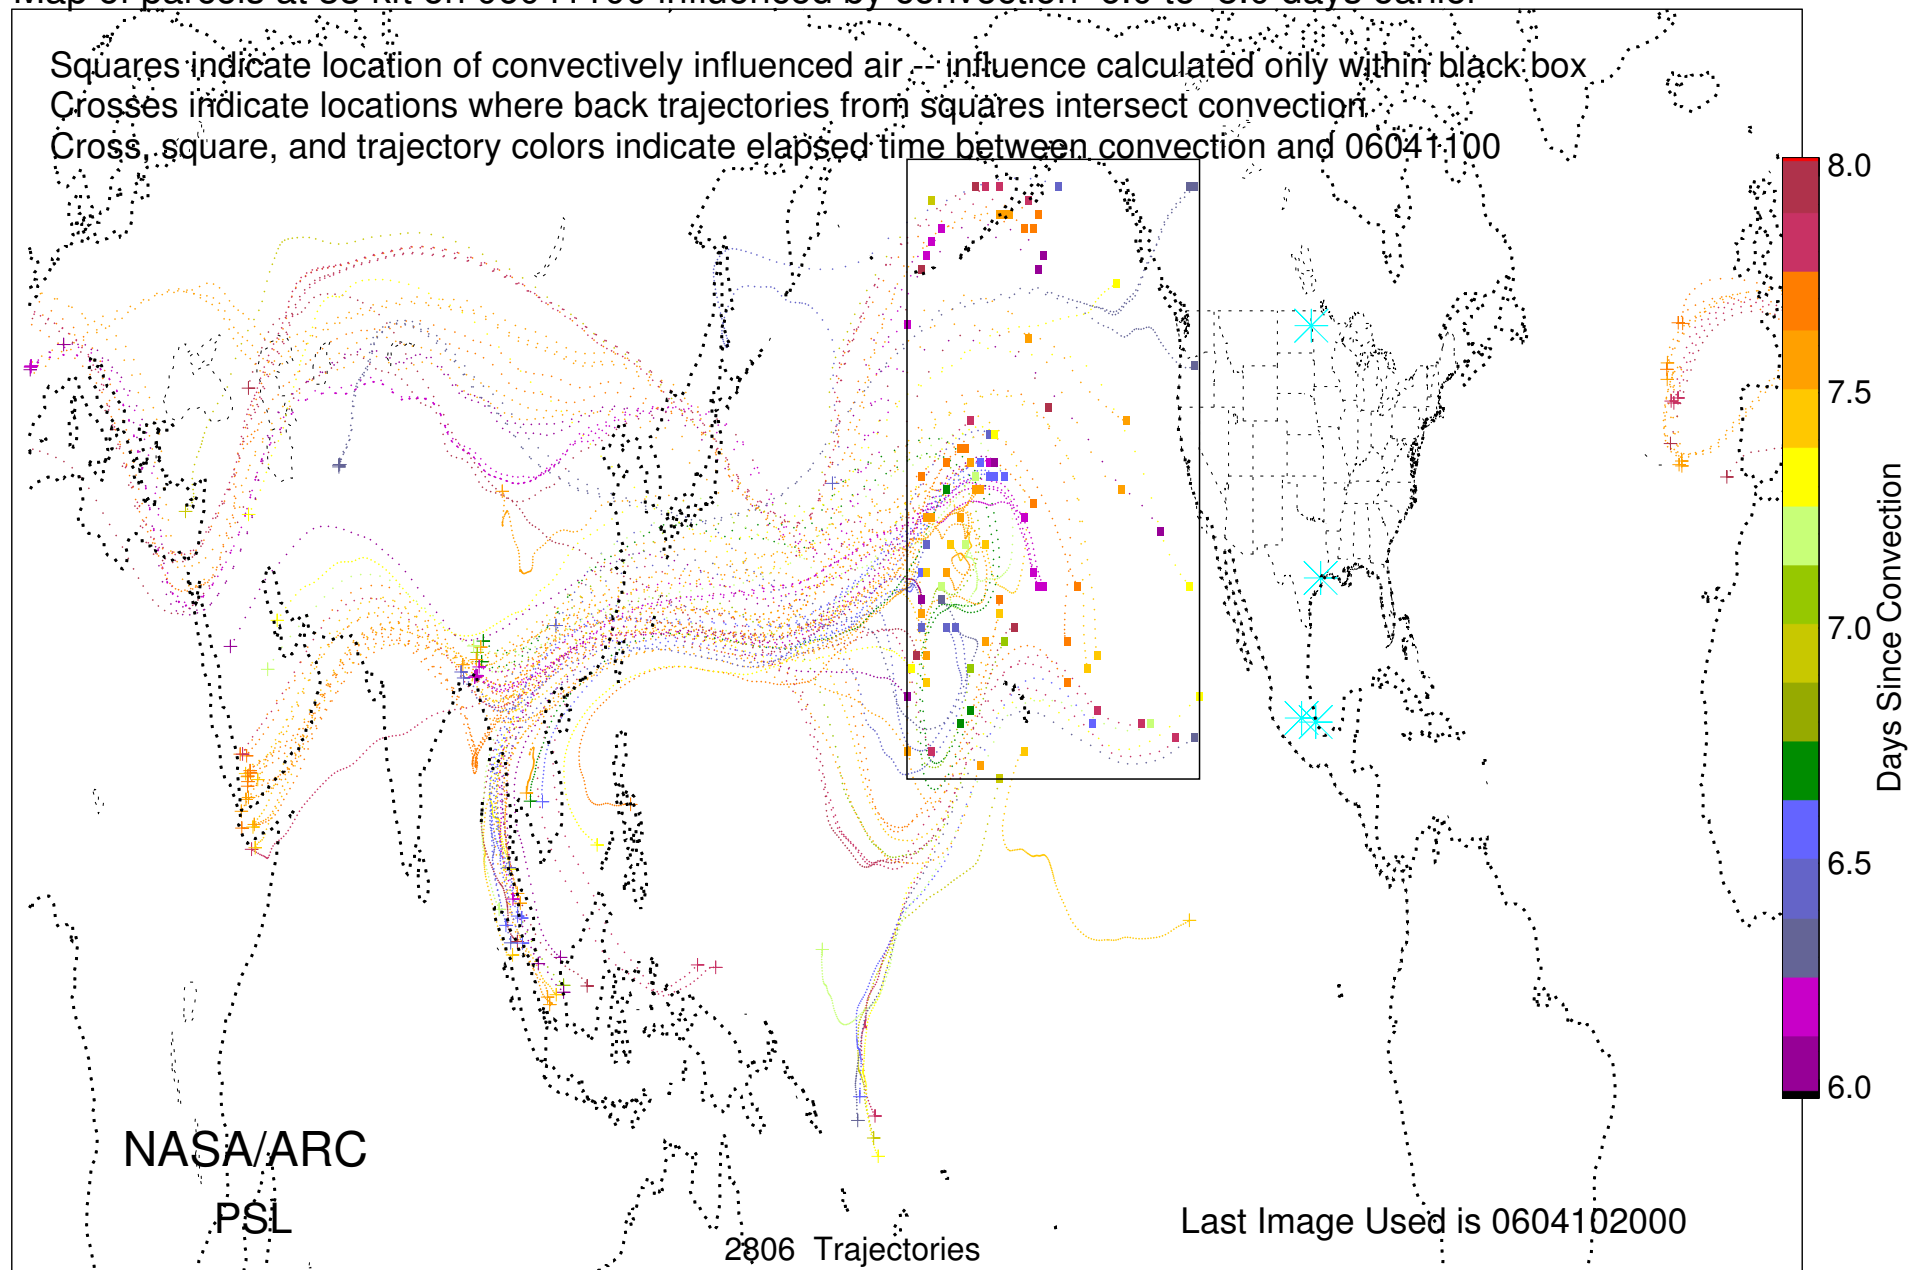 Squares indicate location of convectively influenced air -- influence calculated only within black box
Crosses indicate locations where back trajectories from squares intersect convection
Cross, square, and trajectory colors indicate elapsed time between convection and 06041100
8.0
7.5
7.0
6.5
6.0
Days Since Convection
NASA/ARC
PSL
2806 Trajectories
Last Image Used is 0604102000